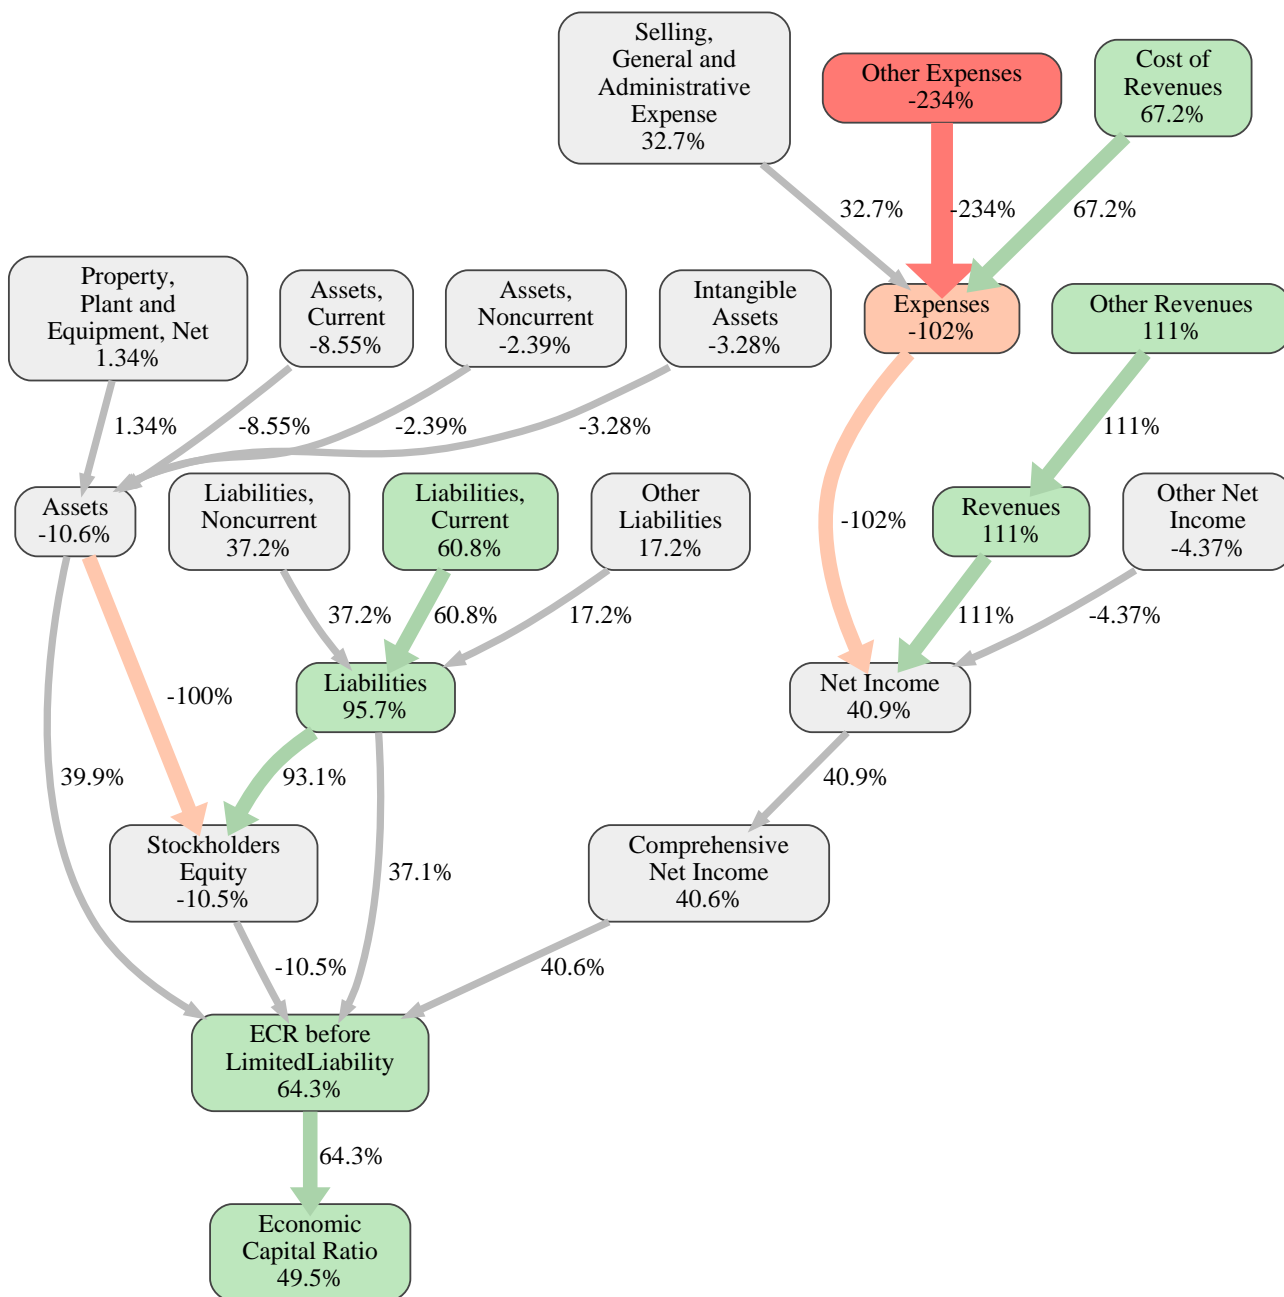 Selling,
General and
Administrative
Expense
32.7%
Other Expenses
-234%
Cost of
Revenues
67.2%
32.7%
-234%
67.2%
Property,
Plant and
Equipment, Net
1.34%
Assets,
Current
-8.55%
Assets,
Noncurrent
-2.39%
Intangible
Assets
-3.28%
Expenses
-102%
Other Revenues
111%
1.34%
-8.55%
-2.39%
-3.28%
111%
Assets
-10.6%
Liabilities,
Noncurrent
37.2%
Liabilities,
Current
60.8%
Other
Liabilities
17.2%
-102%
Revenues
111%
Other Net
Income
-4.37%
37.2%
60.8%
17.2%
111%
-4.37%
-100%
Liabilities
95.7%
Net Income
40.9%
39.9%
93.1%
40.9%
Stockholders
Equity
-10.5%
37.1%
Comprehensive
Net Income
40.6%
-10.5%
40.6%
ECR before
LimitedLiability
64.3%
64.3%
Economic
Capital Ratio
49.5%